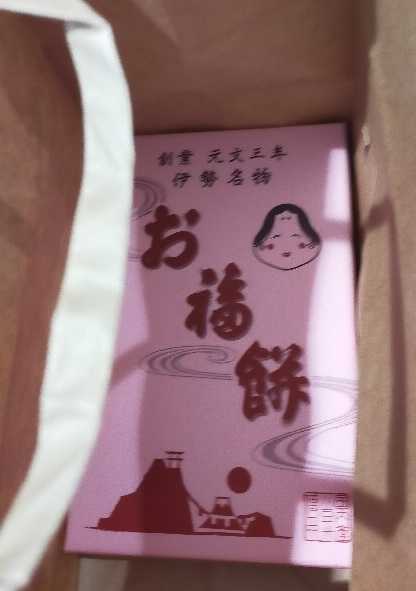 創業 元文三年
伊勢名物
お福餅